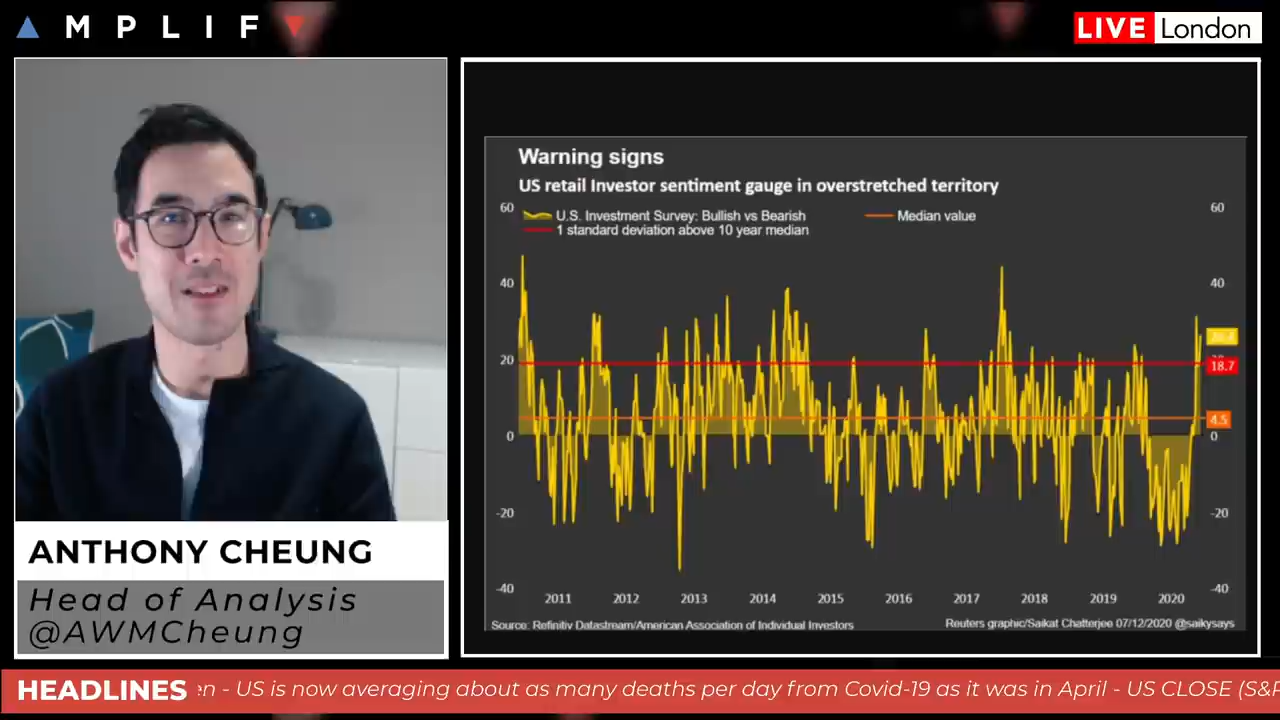 AMPLIFY
LIVE London
Warning signs
US retail Investor sentiment gauge in overstretched territory
60 60
U.S. Investment Survey: Bullish vs Bearish Median value
1 standard deviation above 10 year median
40 40
20
18.7
4.5
0 0
-20 -20
-40 -40
2011 2012 2013 2014 2015 2016 2017 2018 2019 2020
Source: Refinitiv Datastream/American Association of Individual Investors Reuters graphic/Saikat Chatterjee 07/12/2020 @saikysays
ANTHONY CHEUNG
Head of Analysis
@AWMCheung
HEADLINES en - US is now averaging about as many deaths per day from Covid-19 as it was in April - US CLOSE (S&P